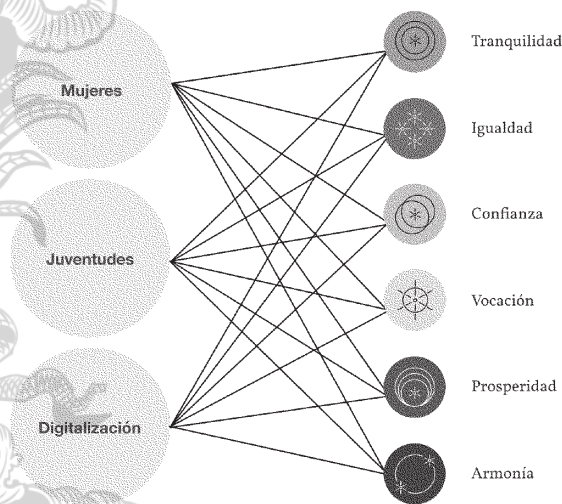 Mujeres
Juventudes
Digitalización
Tranquilidad
Igualdad
Confianza
Vocación
Prosperidad
Armonía